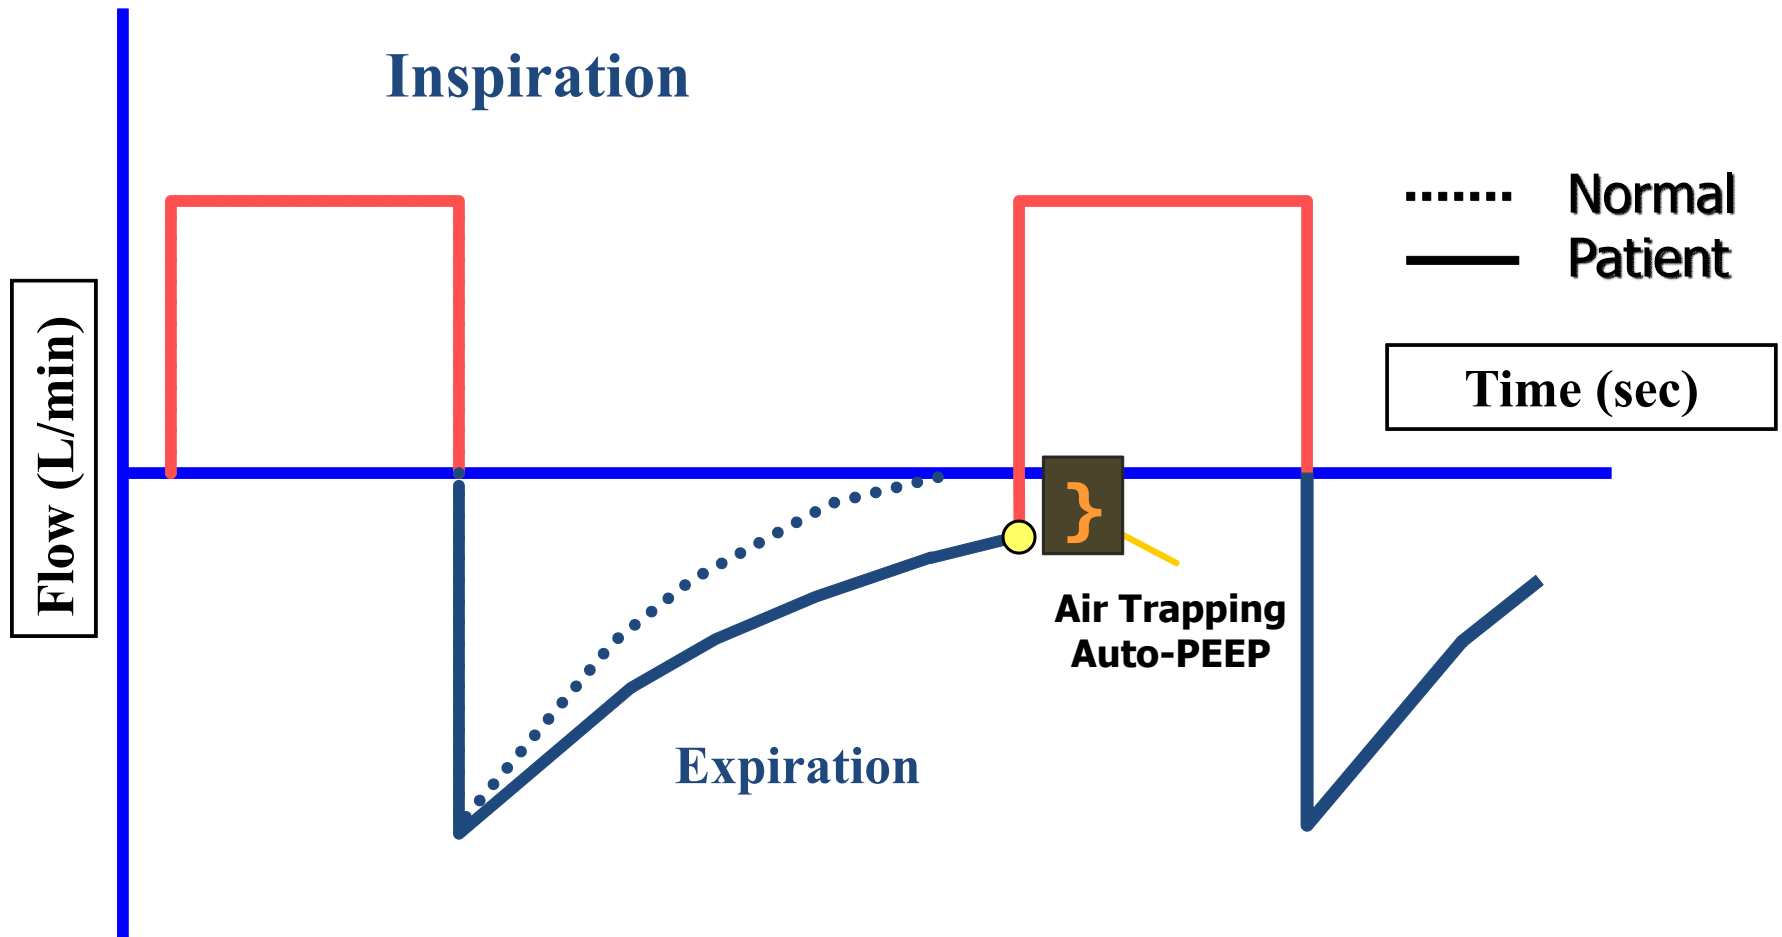 Inspiration
Normal
Patient
Time (sec)
Flow (L/min)
}
Air Trapping
Auto-PEEP
Expiration